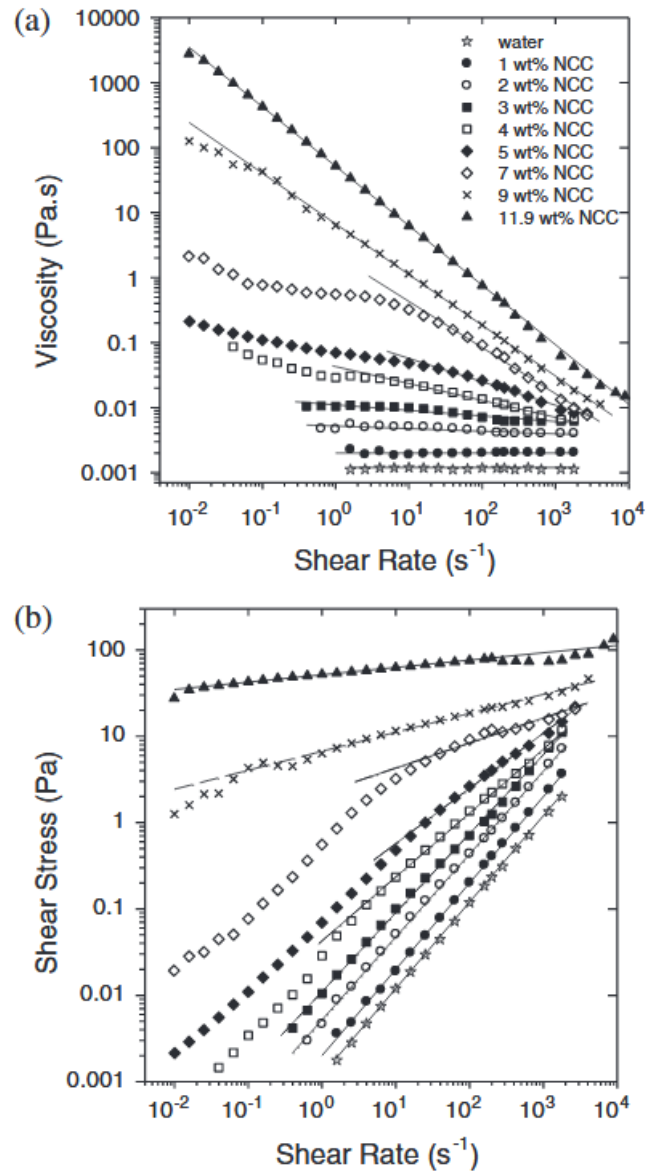 (a)
10000
1000
100
10
1
0.1
0.01
0.001
Viscosity (Pa.s)
water
1 wt% NCC
2 wt% NCC
3 wt% NCC
4 wt% NCC
5 wt% NCC
7 wt% NCC
9 wt% NCC
11.9 wt% NCC
10⁻² 10⁻¹ 10⁰ 10¹ 10² 10³ 10⁴
Shear Rate (s⁻¹)
(b)
100
10
1
0.1
0.01
0.001
Shear Stress (Pa)
10⁻² 10⁻¹ 10⁰ 10¹ 10² 10³ 10⁴
Shear Rate (s⁻¹)